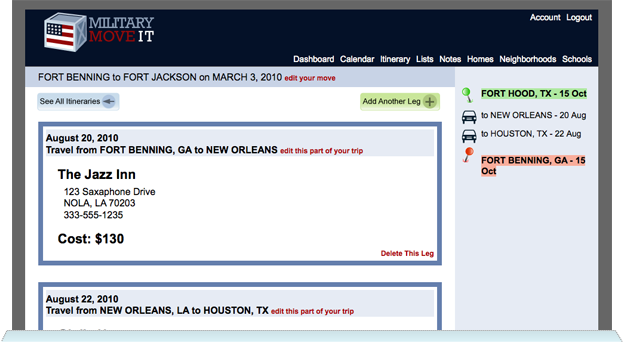 Account Logout
MILITARY
MOVE IT
Dashboard Calendar Itinerary Lists Notes Homes Neighborhoods Schools
FORT BENNING to FORT JACKSON on MARCH 3, 2010 edit your move
See All Itineraries
Add Another Leg
August 20, 2010
Travel from FORT BENNING, GA to NEW ORLEANS edit this part of your trip
The Jazz Inn
123 Saxaphone Drive
NOLA, LA 70203
333-555-1235
Cost: $130
Delete This Leg
August 22, 2010
Travel from NEW ORLEANS, LA to HOUSTON, TX edit this part of your trip
FORT HOOD, TX - 15 Oct
to NEW ORLEANS - 20 Aug
to HOUSTON, TX - 22 Aug
FORT BENNING, GA - 15
Oct